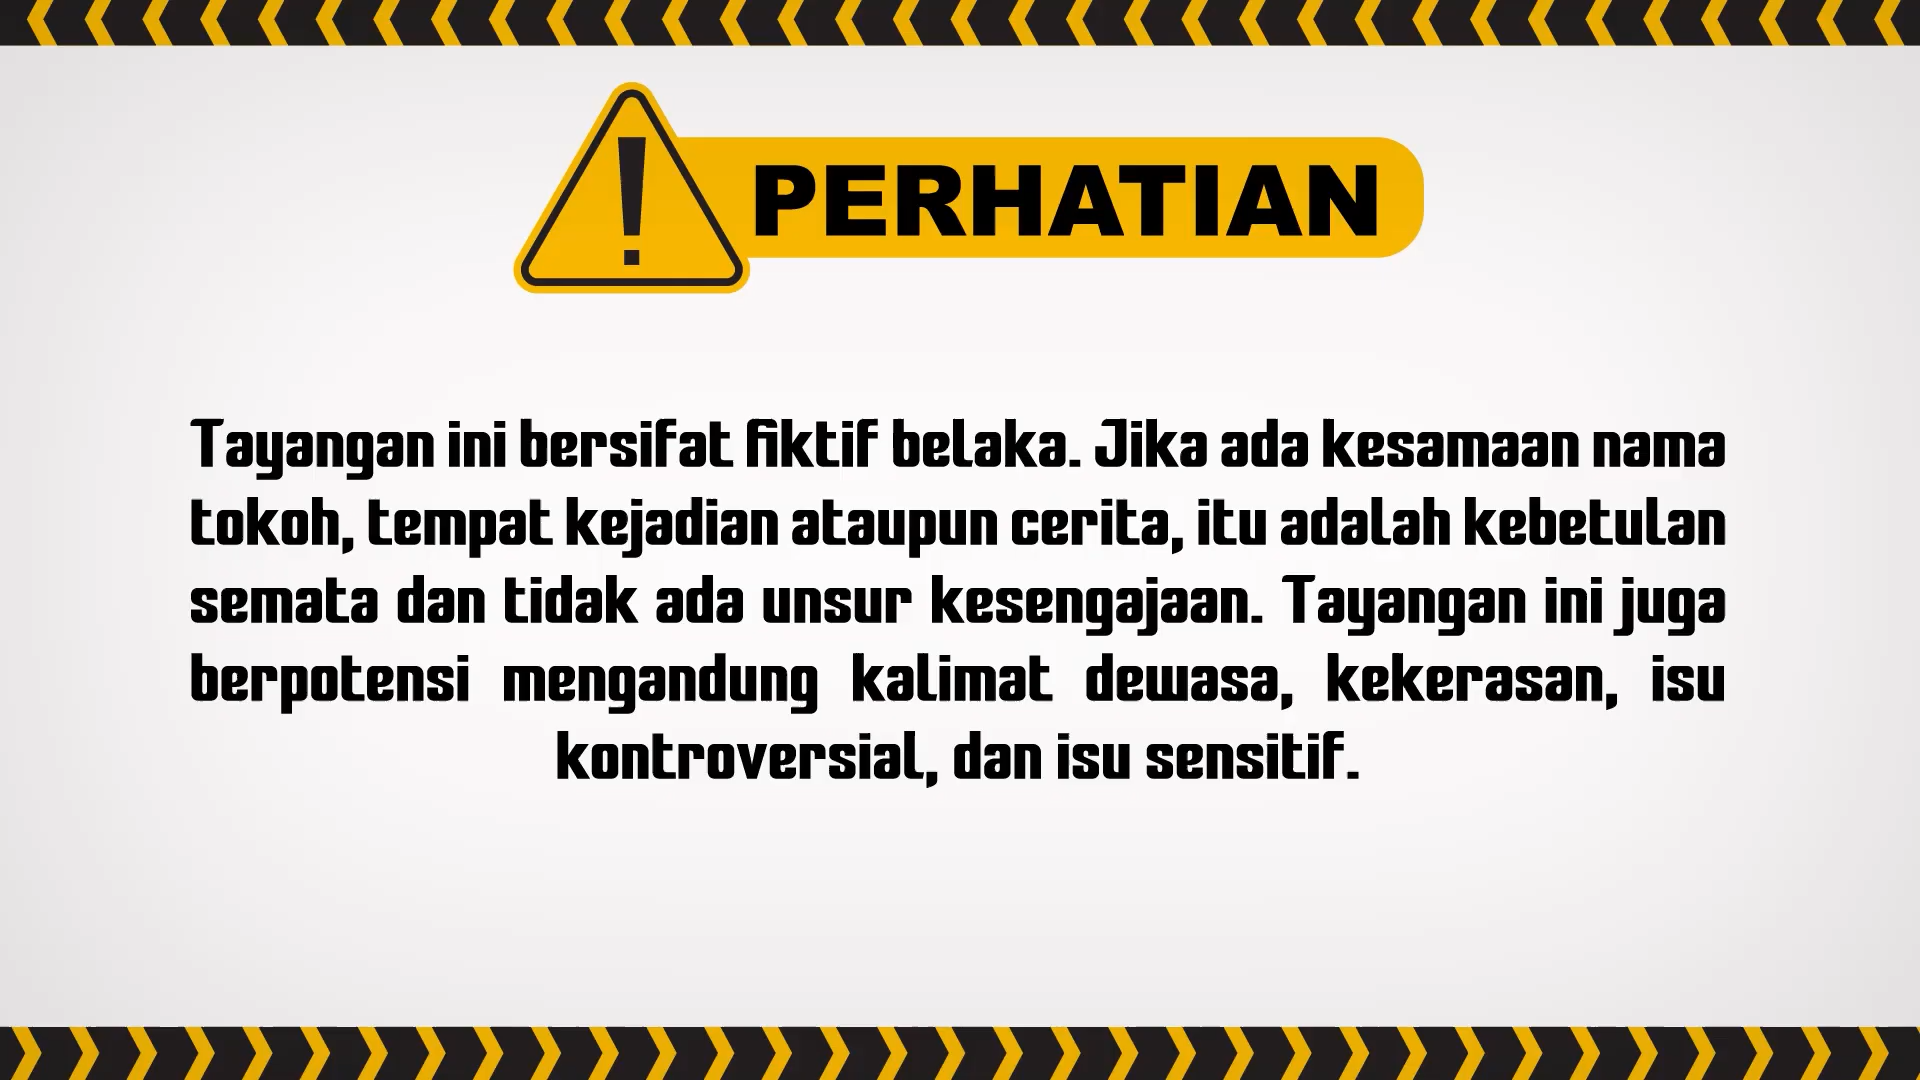 PERHATIAN
Tayangan ini bersifat fiktif belaka. Jika ada kesamaan nama
tokoh, tempat kejadian ataupun cerita, itu adalah kebetulan
semata dan tidak ada unsur kesengajaan. Tayangan ini juga
berpotensi mengandung kalimat dewasa, kekerasan, isu
kontroversial, dan isu sensitif.